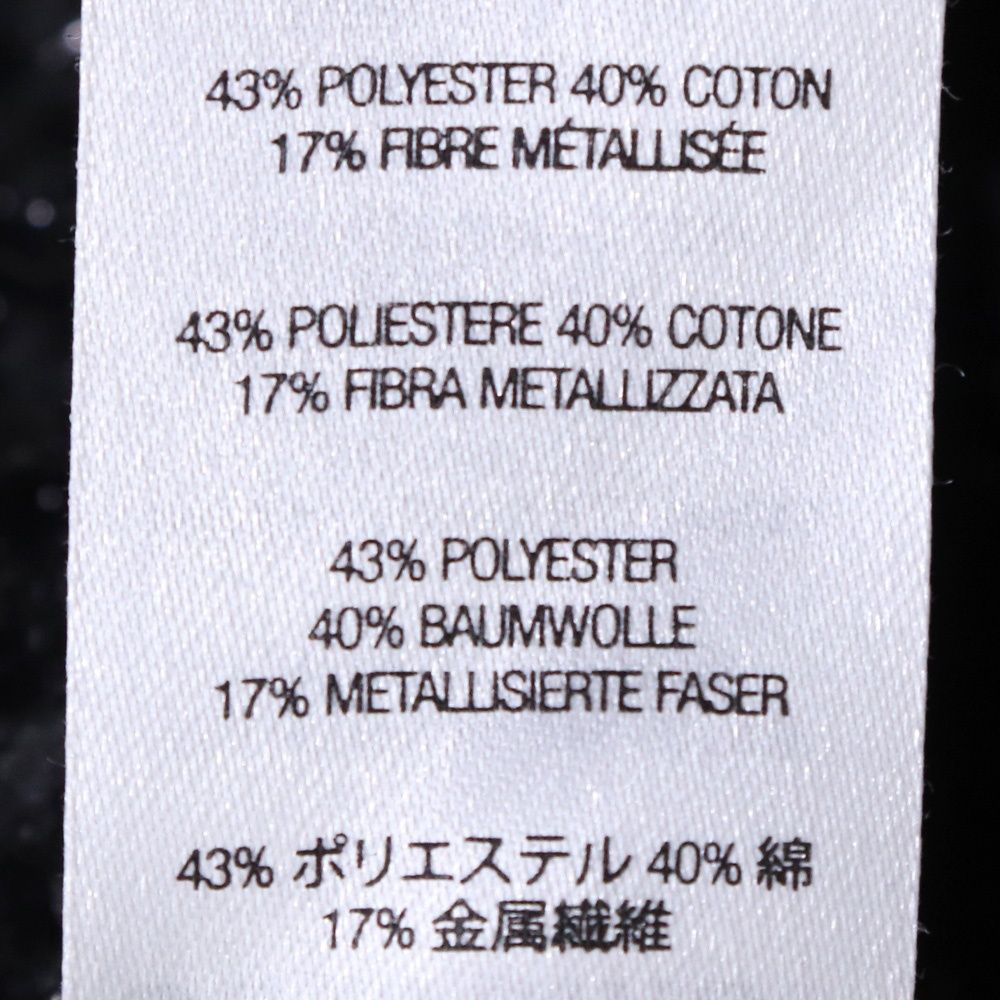 43% POLYESTER 40% COTON
17% FIBRE MÉTALLISÉE
43% POLIESTERE 40% COTONE
17% FIBRA METALLIZZATA
43% POLYESTER
40% BAUMWOLLE
17% METALLISIERTE FASER
43% ポリエステル 40% 綿
17% 金属繊維